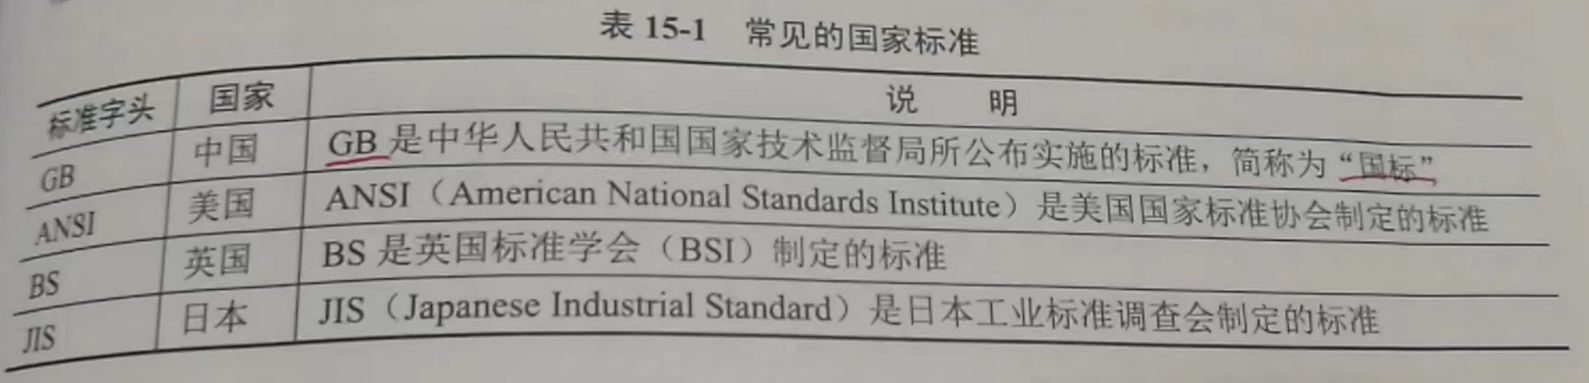 表 15-1 常见的国家标准
标准字头 国家 说 明
GB 中国 GB 是中华人民共和国国家技术监督局所公布实施的标准，简称为“国标”
ANSI 美国 ANSI（American National Standards Institute）是美国国家标准协会制定的标准
BS 英国 BS 是英国标准学会（BSI）制定的标准
JIS 日本 JIS（Japanese Industrial Standard）是日本工业标准调查会制定的标准